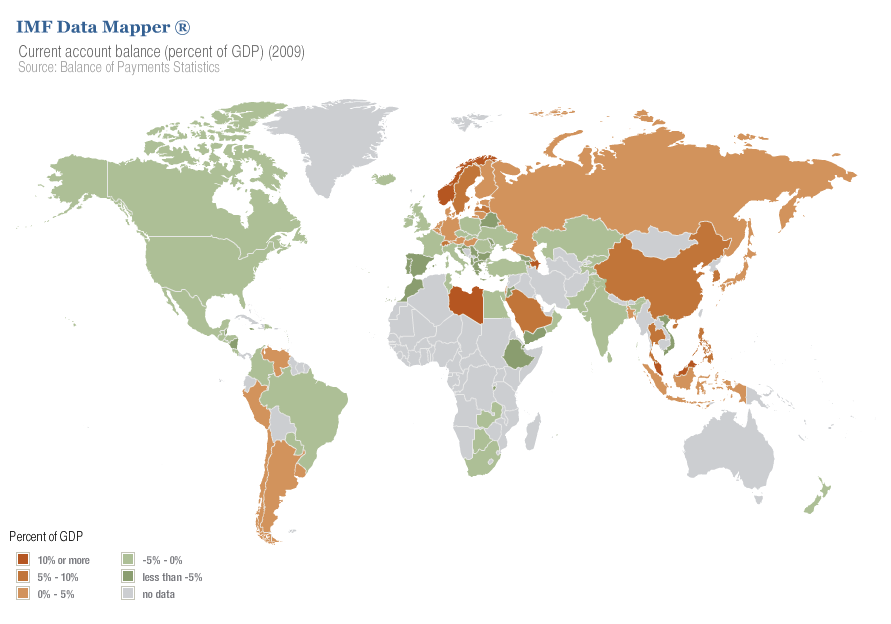 IMF Data Mapper ®
Current account balance (percent of GDP) (2009)
Source: Balance of Payments Statistics
Percent of GDP
10% or more
5% - 10%
0% - 5%
-5% - 0%
less than -5%
no data